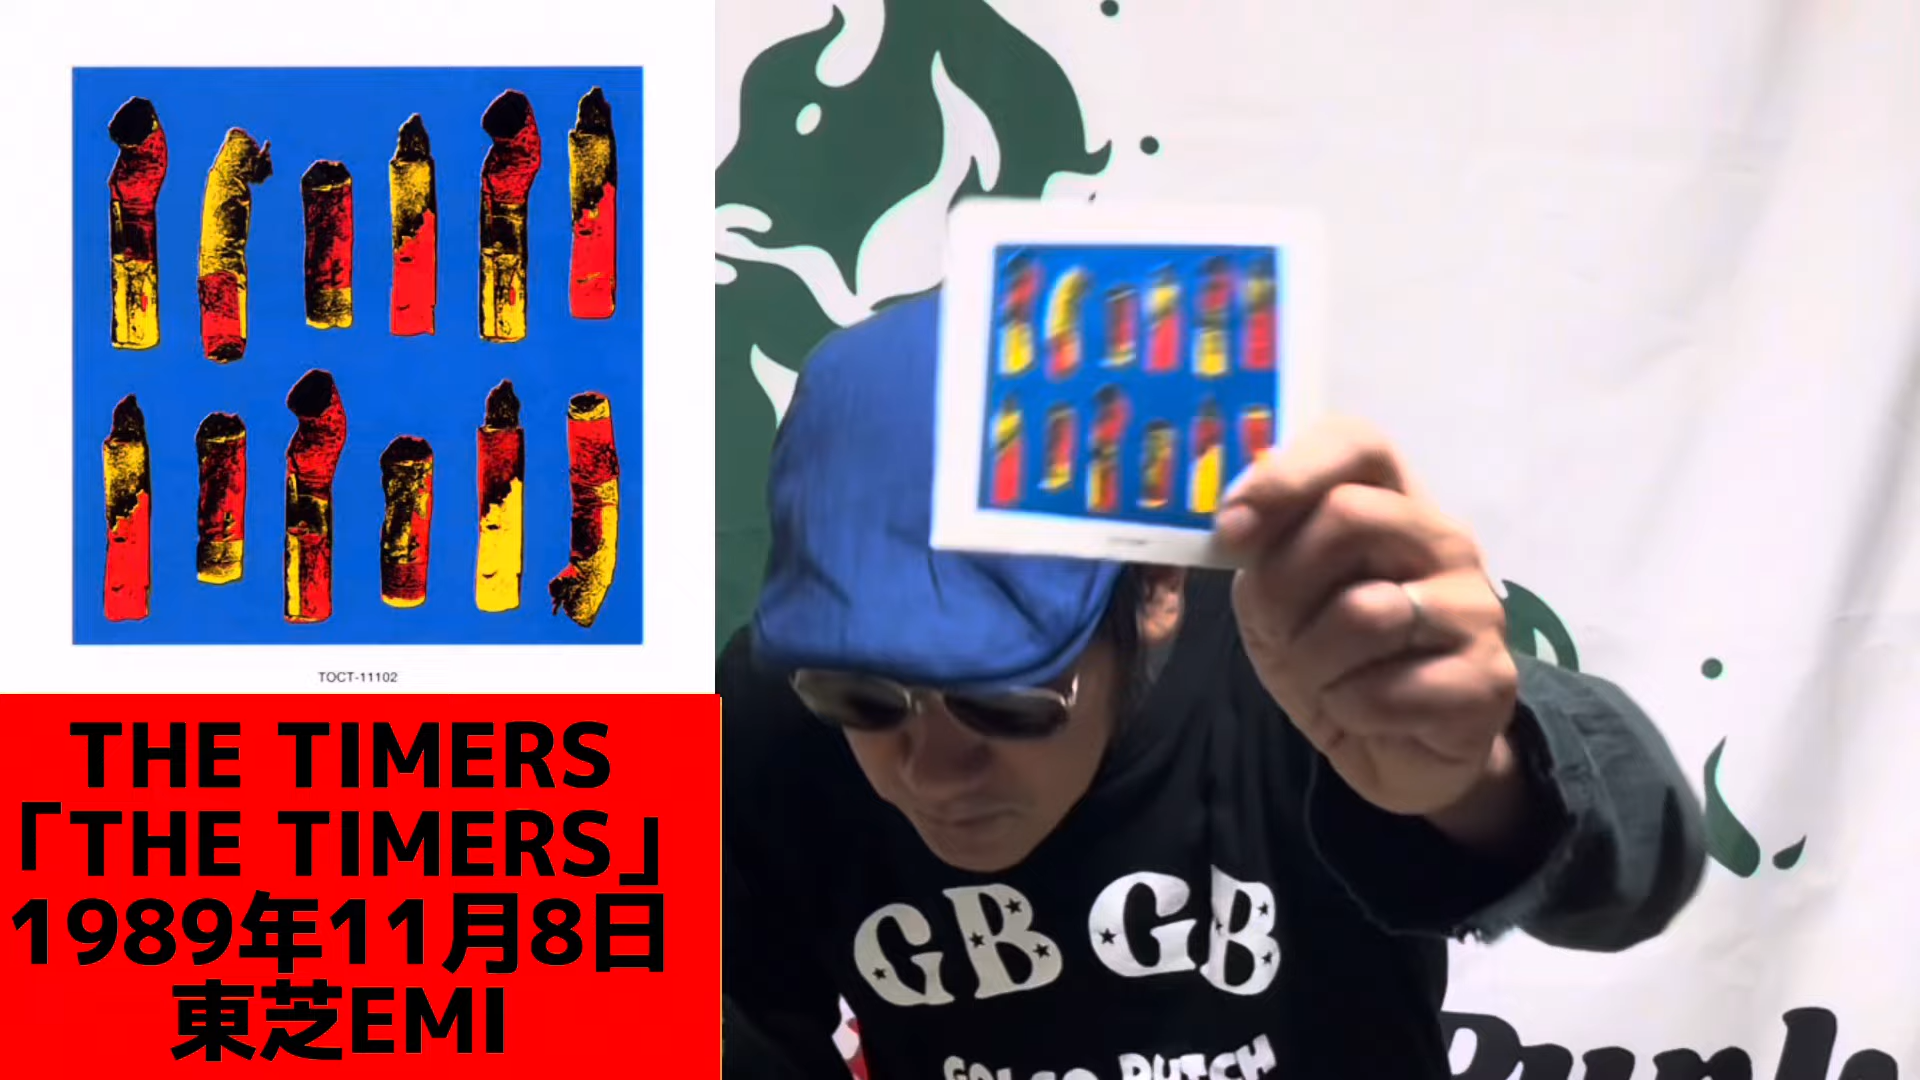 TOCT-11102
THE TIMERS
「THE TIMERS」
1989年11月8日
東芝EMI
GB GB